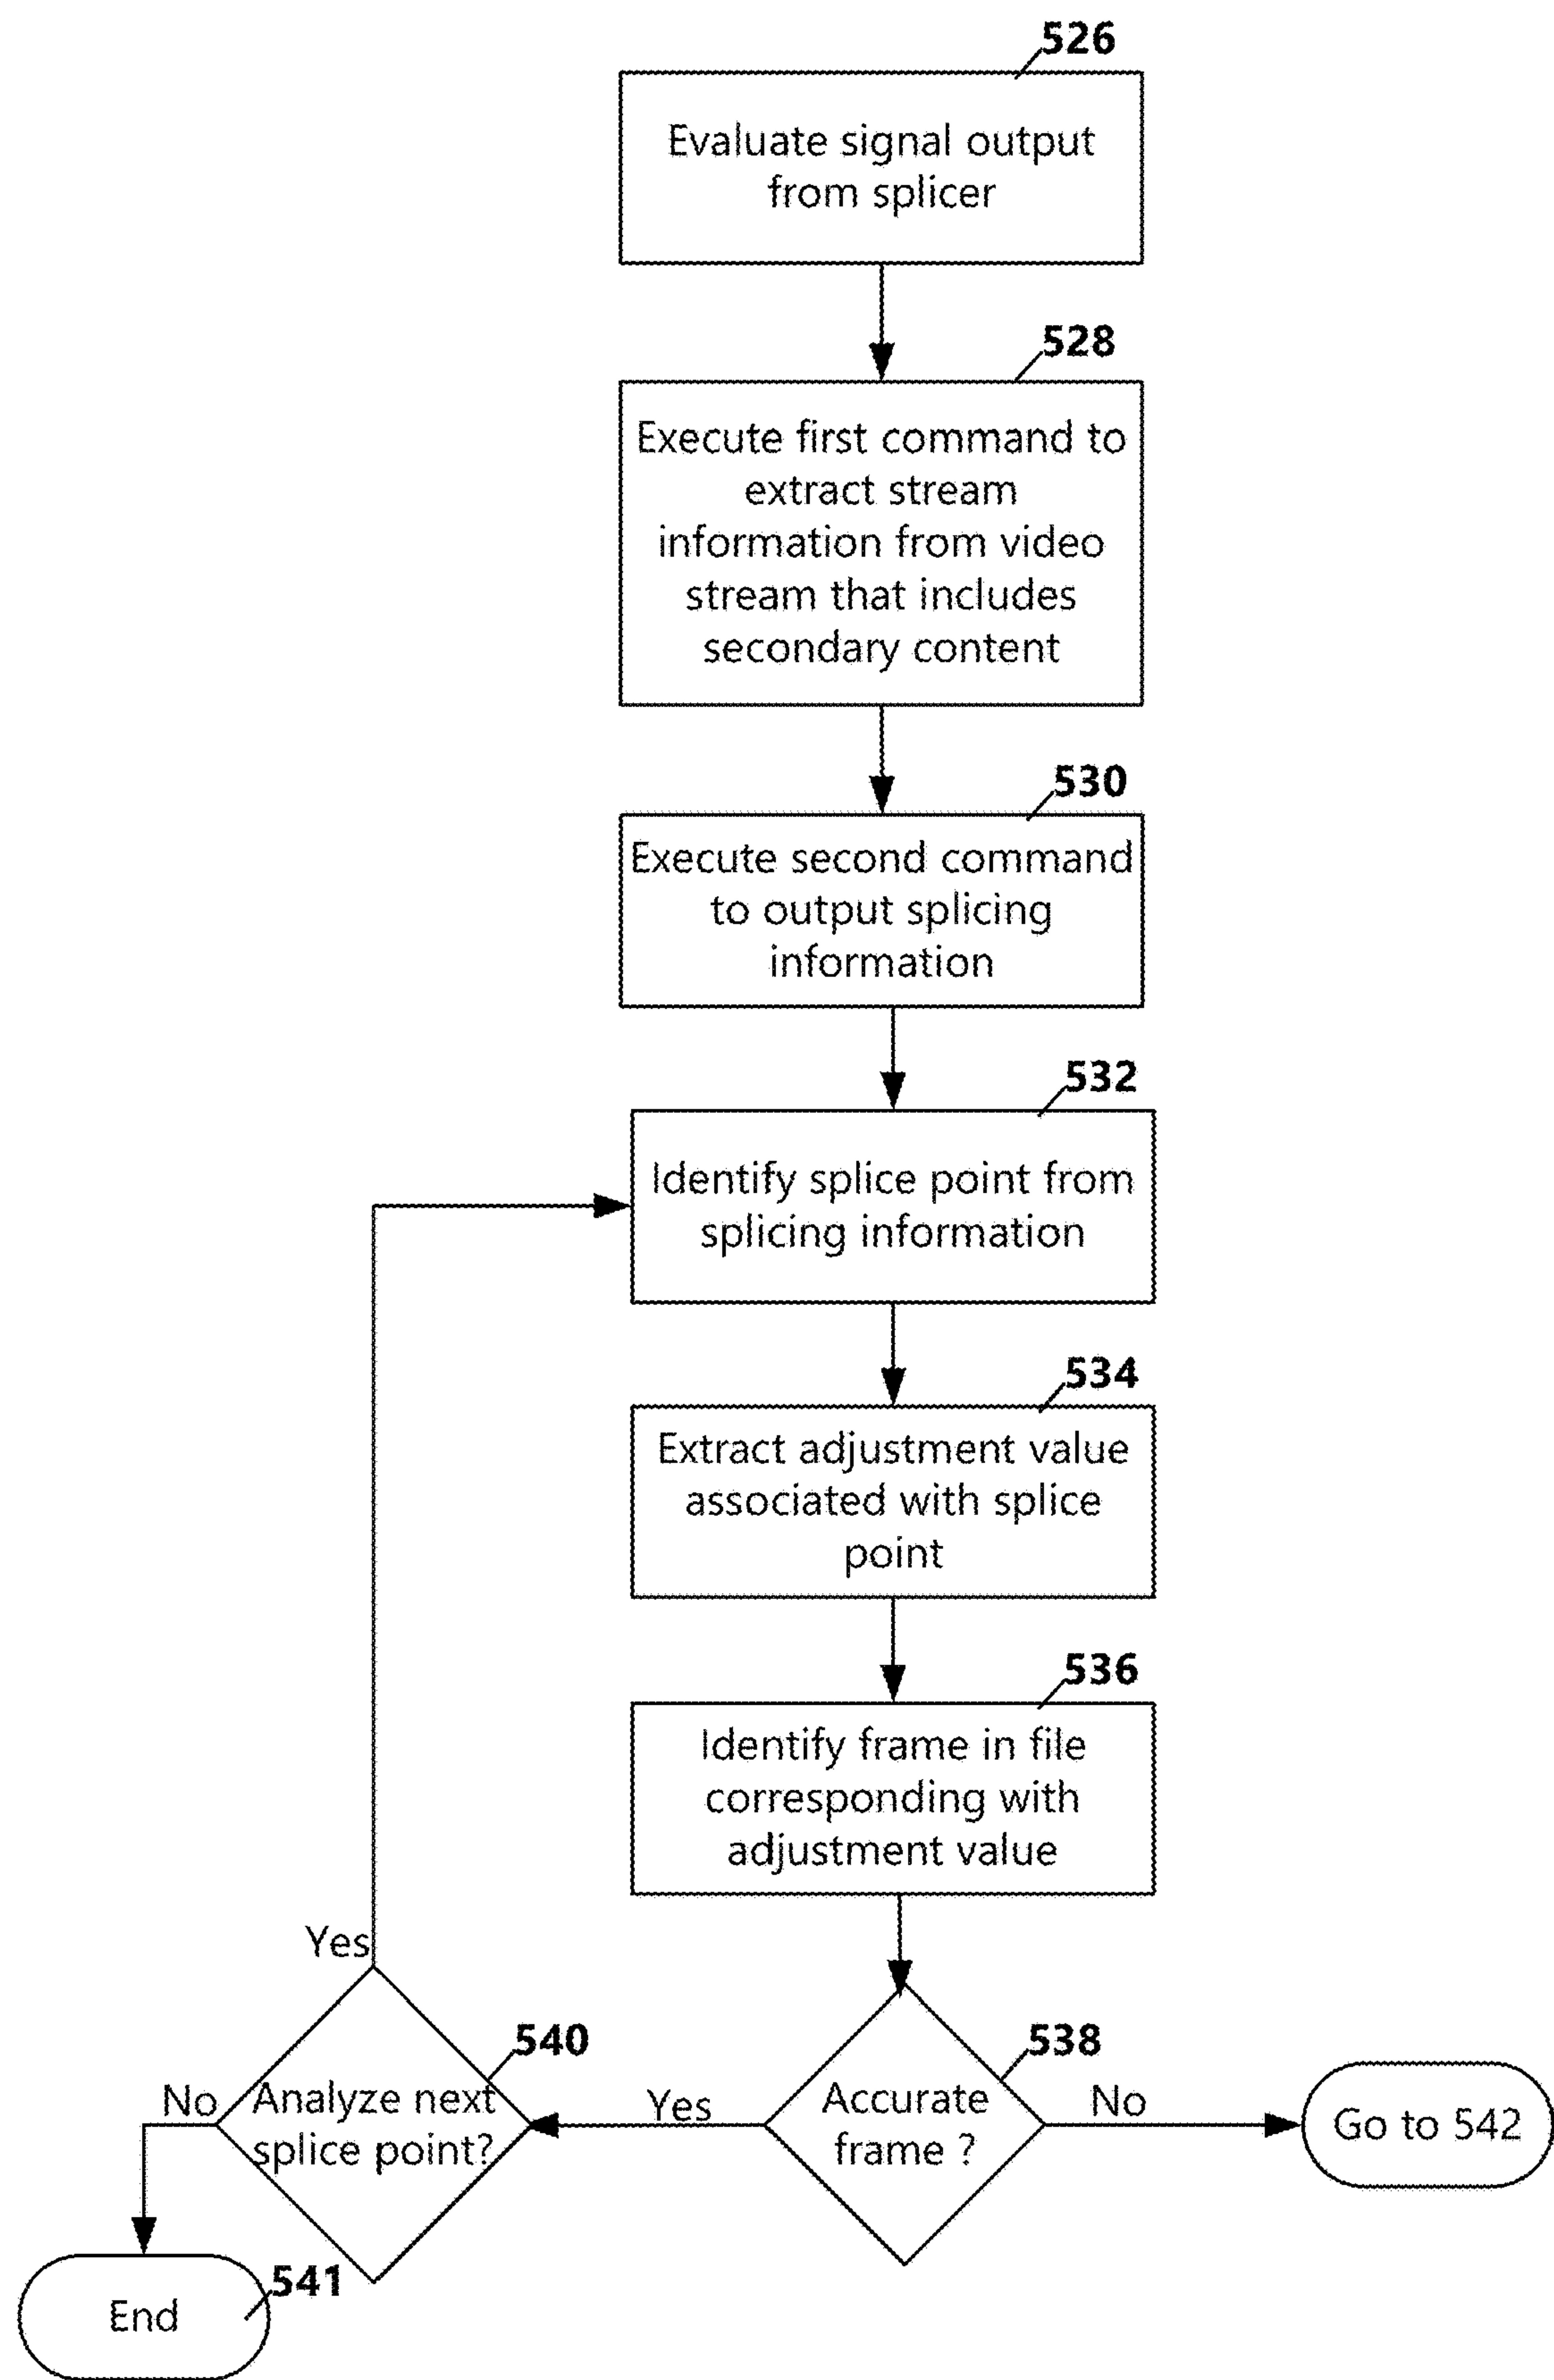 526
Evaluate signal output
from splicer
528
Execute first command to
extract stream
information from video
stream that includes
secondary content
530
Execute second command
to output splicing
information
532
Identify splice point from
splicing information
534
Extract adjustment value
associated with splice
point
536
Identify frame in file
corresponding with
adjustment value
Yes
540
538
No
Analyze next
splice point?
Yes
Accurate
frame ?
No
Go to 542
541
End